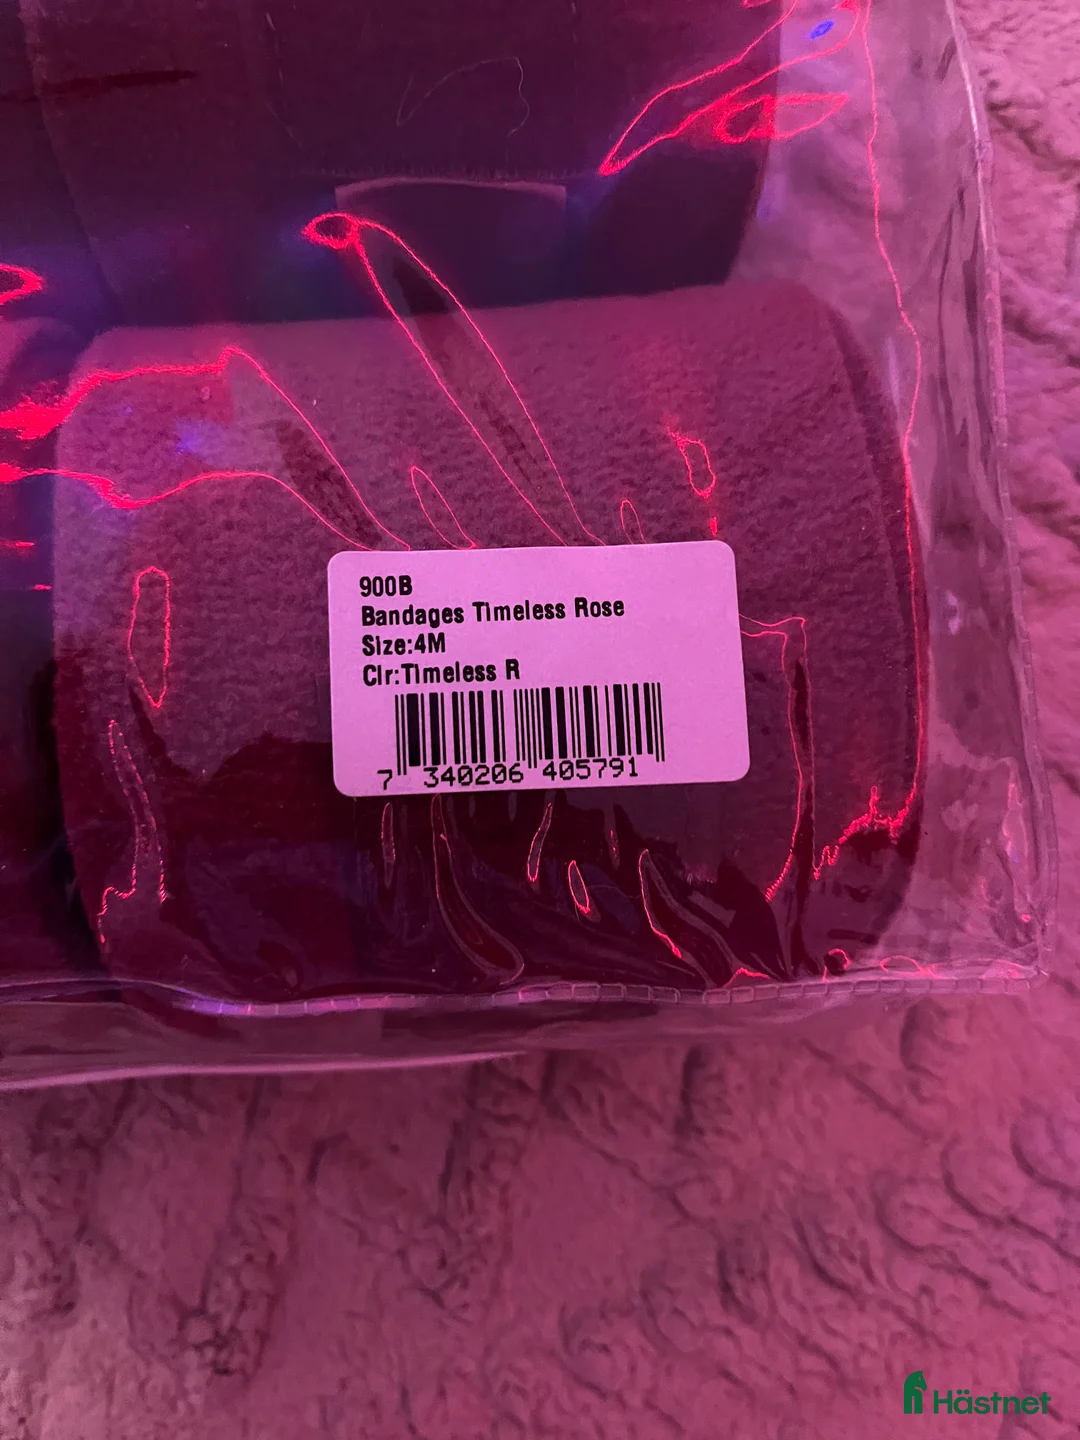 900B
Bandages Timeless Rose
Size:4M
Clr:Timeless R
7 340206 405791
Hästnet